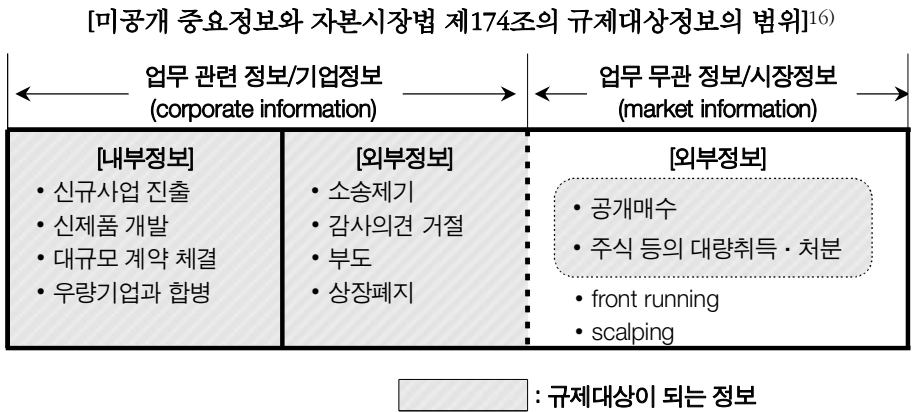 [미공개 중요정보와 자본시장법 제174조의 규제대상정보의 범위]16)
업무 관련 정보/기업정보
(corporate information)
업무 무관 정보/시장정보
(market information)
[내부정보]
• 신규사업 진출
• 신제품 개발
• 대규모 계약 체결
• 우량기업과 합병
[외부정보]
• 소송제기
• 감사의견 거절
• 부도
• 상장폐지
[외부정보]
• 공개매수
• 주식 등의 대량취득 · 처분
• front running
• scalping
: 규제대상이 되는 정보